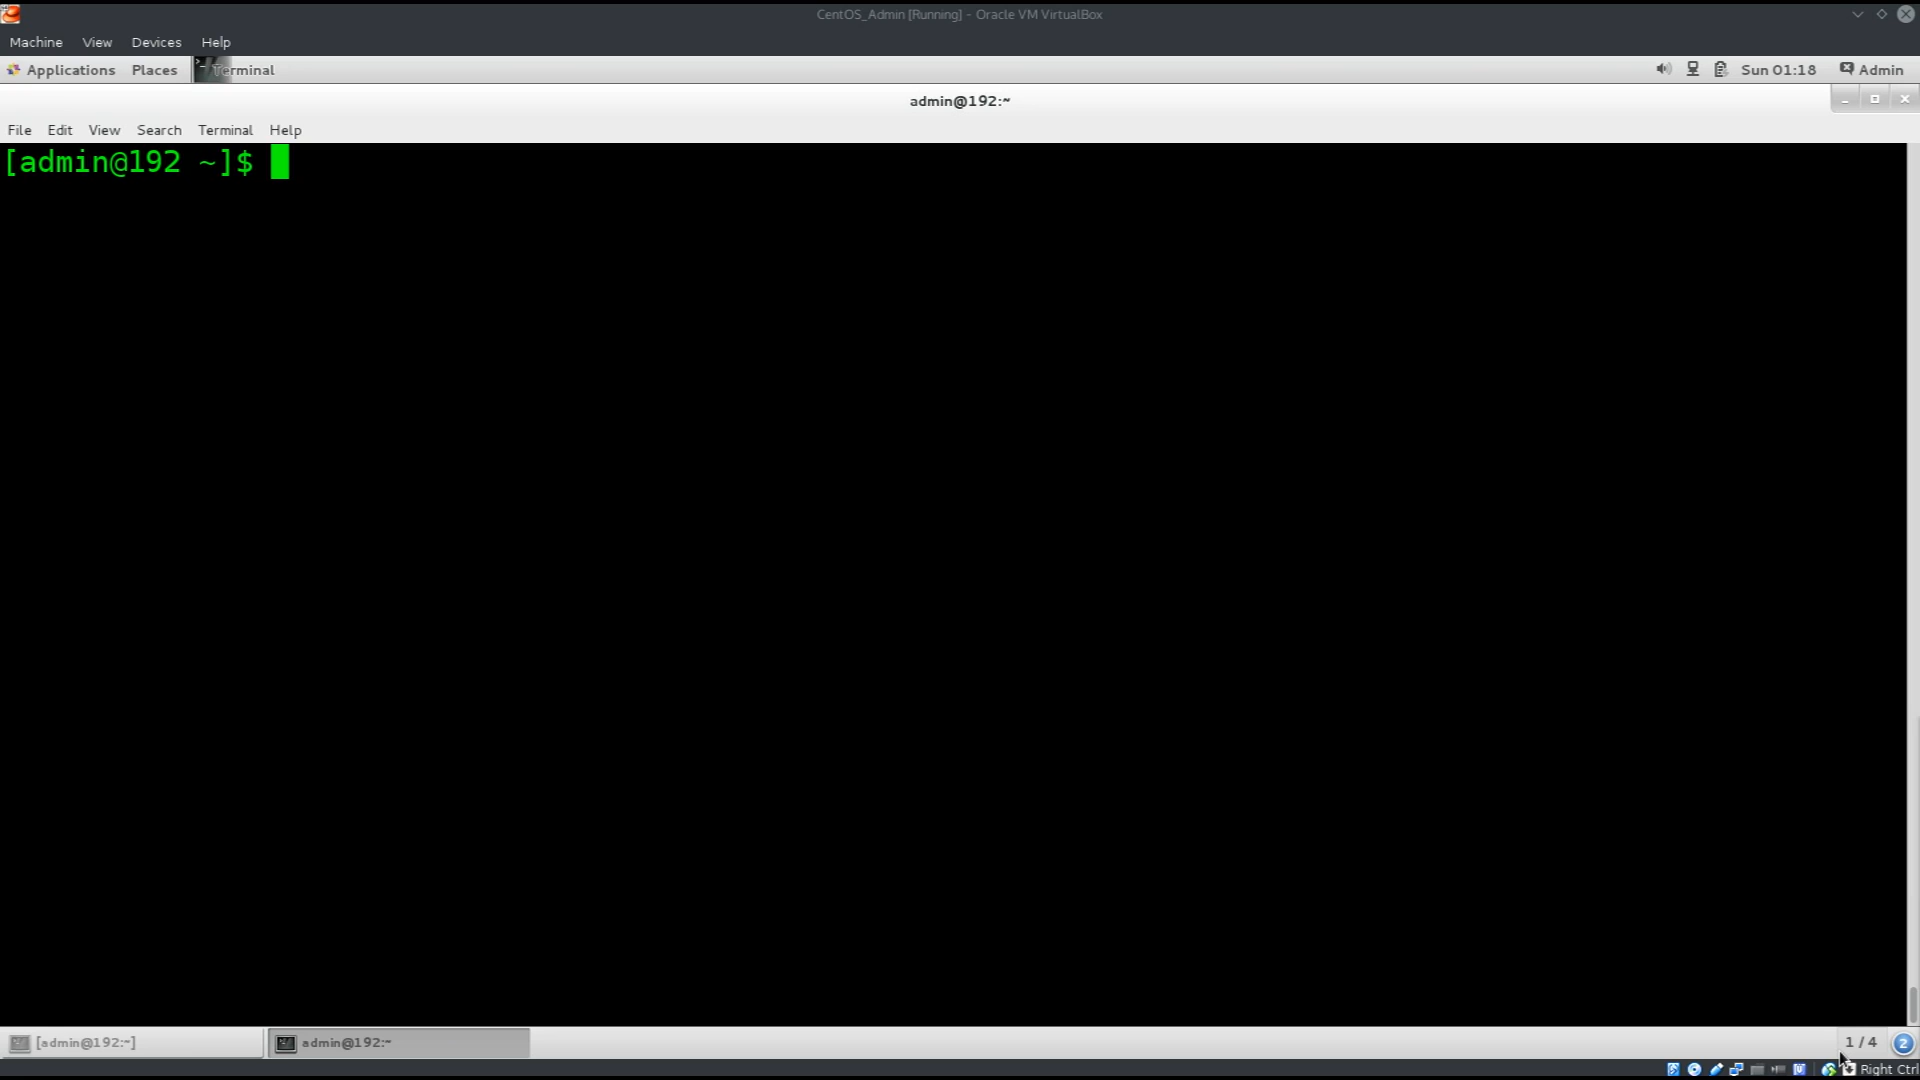 CentOS_Admin [Running] - Oracle VM VirtualBox
Machine View Devices Help
Applications Places Terminal Sun 01:18 Admin
admin@192:~
File Edit View Search Terminal Help
[admin@192 ~]$
[admin@192:~] admin@192:~ 1 / 4 2
Right Ctrl